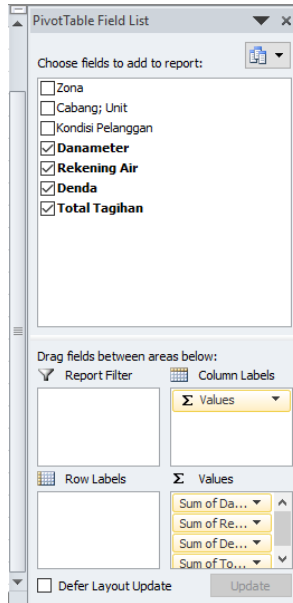 PivotTable Field List
Choose fields to add to report:
Zona
Cabang; Unit
Kondisi Pelanggan
Danameter
Rekening Air
Denda
Total Tagihan
Drag fields between areas below:
Report Filter
Column Labels
Σ Values
Row Labels
Σ Values
Sum of Da...
Sum of Re...
Sum of De...
Sum of To...
Defer Layout Update
Update